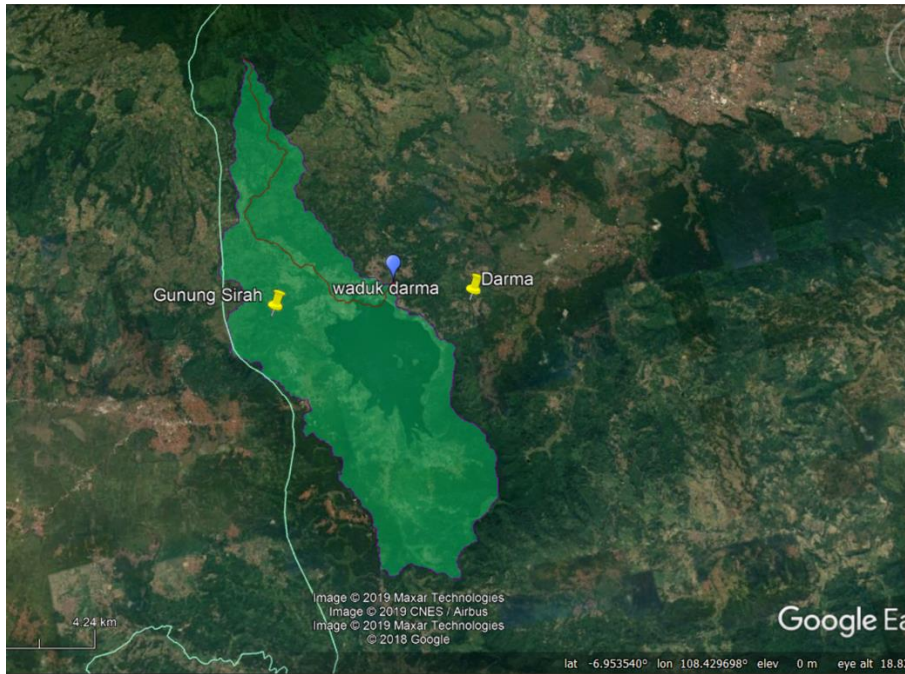 waduk darma
Darma
Gunung Sirah
Image © 2019 Maxar Technologies
Image © 2019 CNES / Airbus
Image © 2019 Maxar Technologies
© 2018 Google
4.24 km
Google Ea
lat -6.953540° lon 108.429698° elev 0 m eye alt 18.8